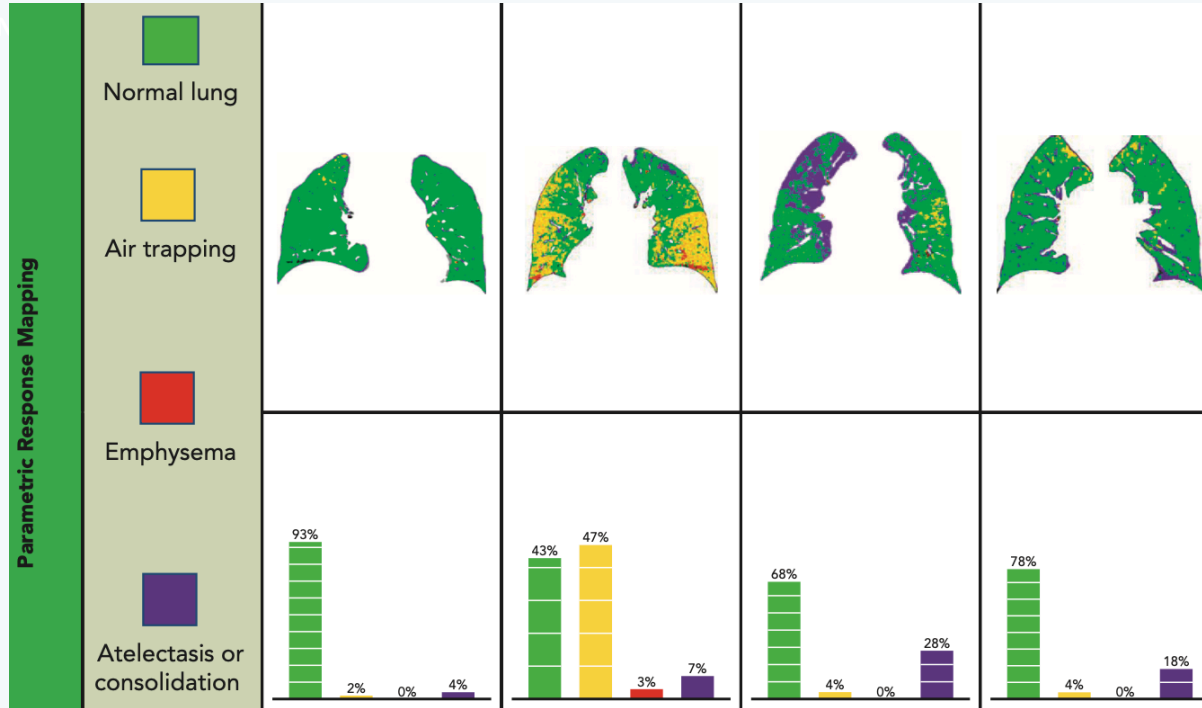 Parametric Response Mapping
Normal lung
Air trapping
Emphysema
Atelectasis or
consolidation
93%
2%
0%
4%
43%
47%
3%
7%
68%
4%
0%
28%
78%
4%
0%
18%